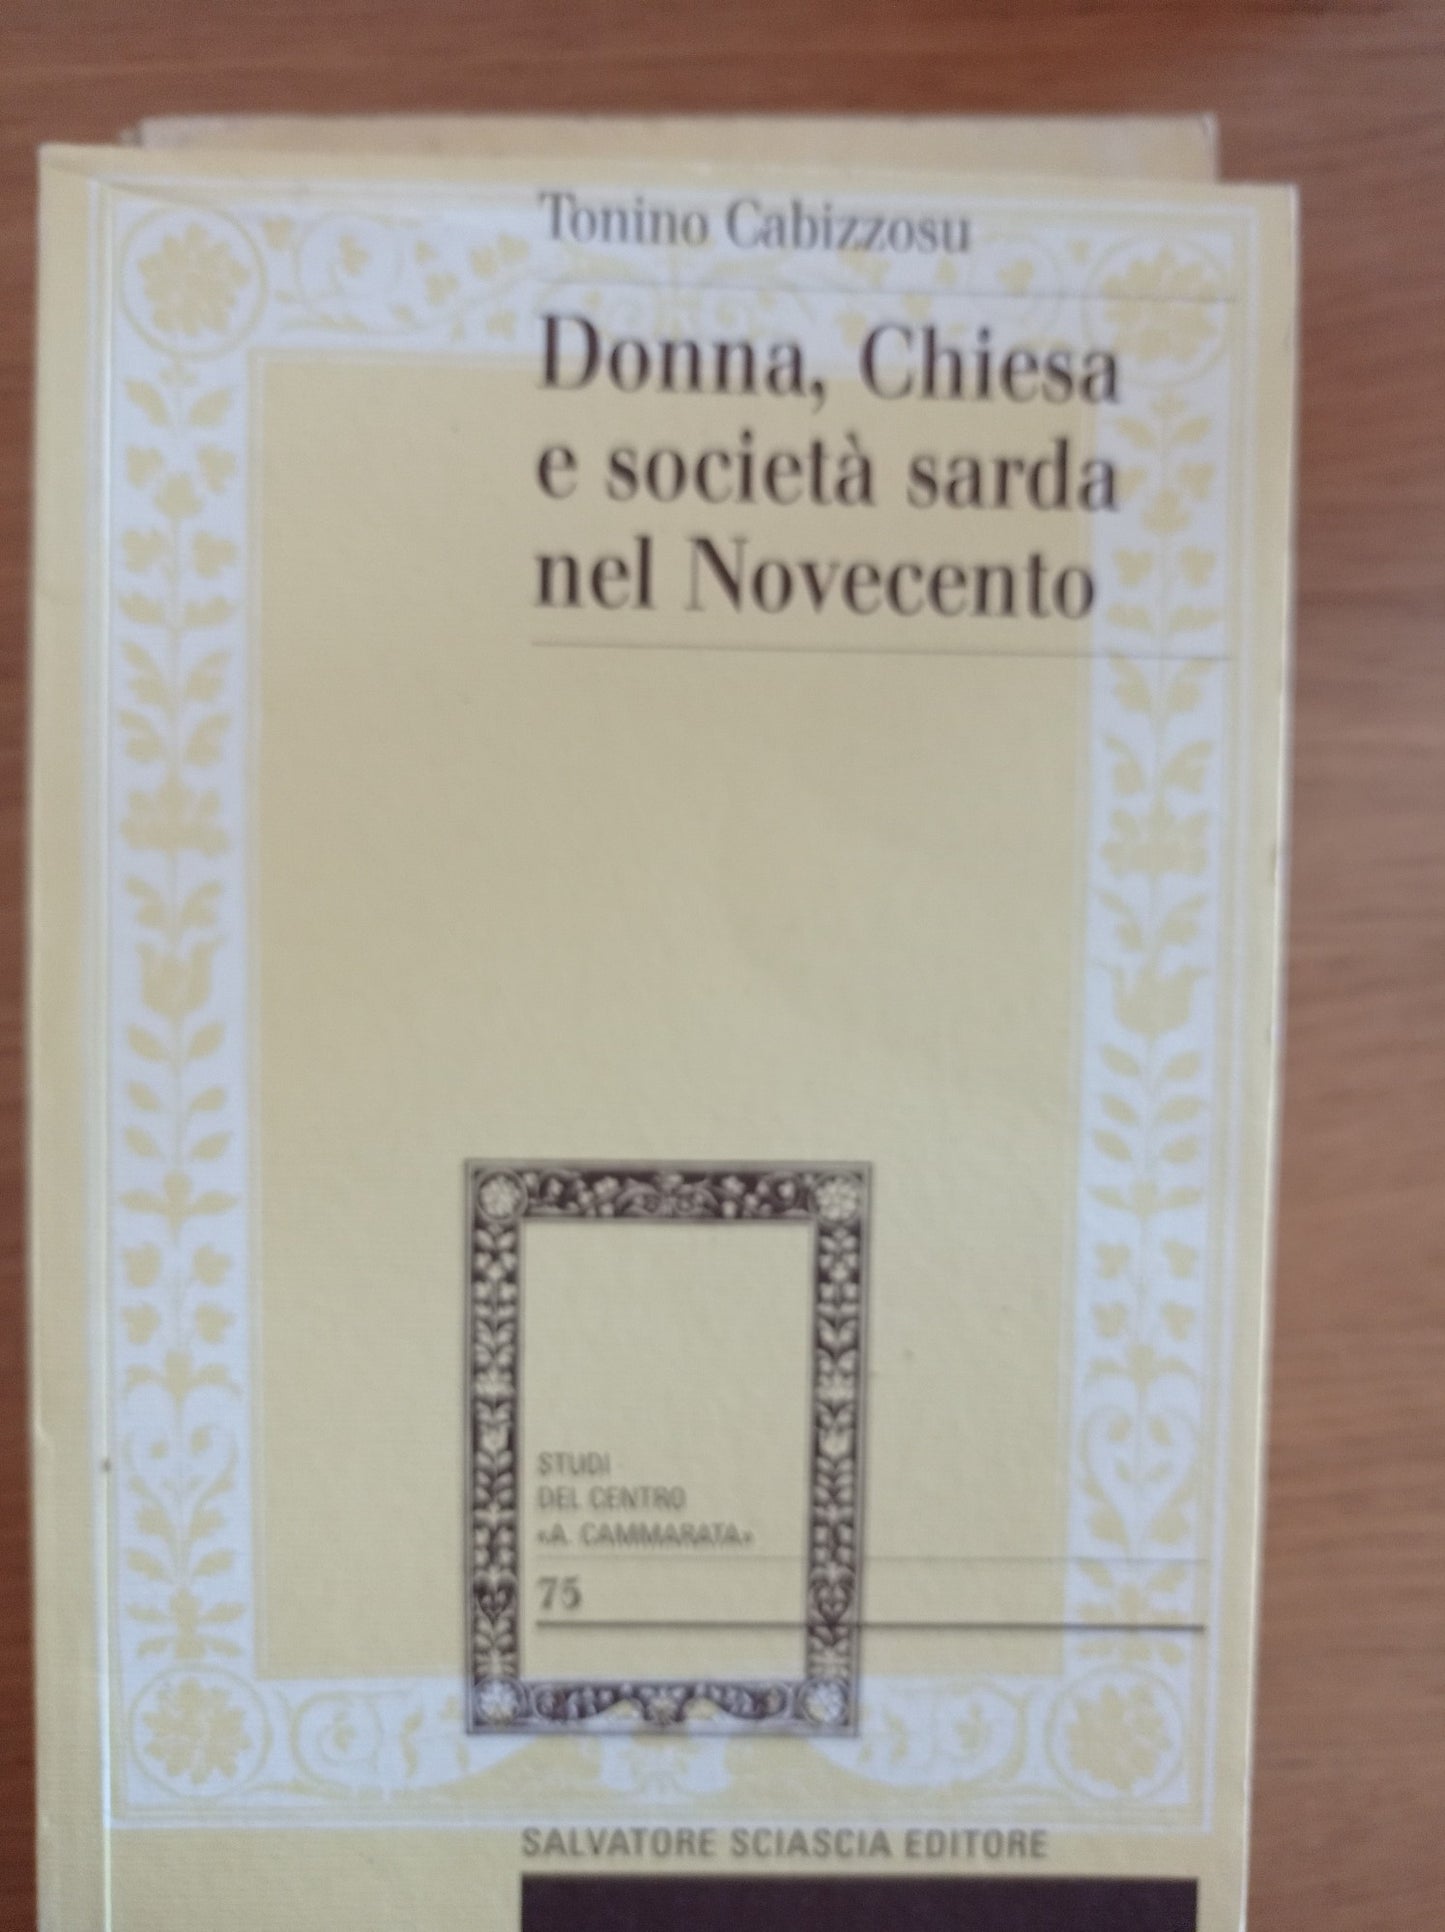 Tonino Cabizzosu
Donna, Chiesa
e società sarda
nel Novecento
STUDI
DEL CENTRO
«A. CAMMARATA»
75
SALVATORE SCIASCIA EDITORE